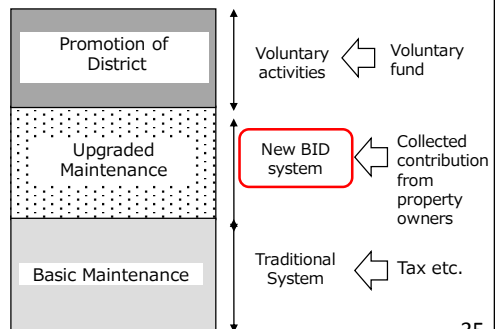 Promotion of
District
Voluntary
activities
Voluntary
fund
Upgraded
Maintenance
New BID
system
Collected
contribution
from
property
owners
Basic Maintenance
Traditional
System
Tax etc.